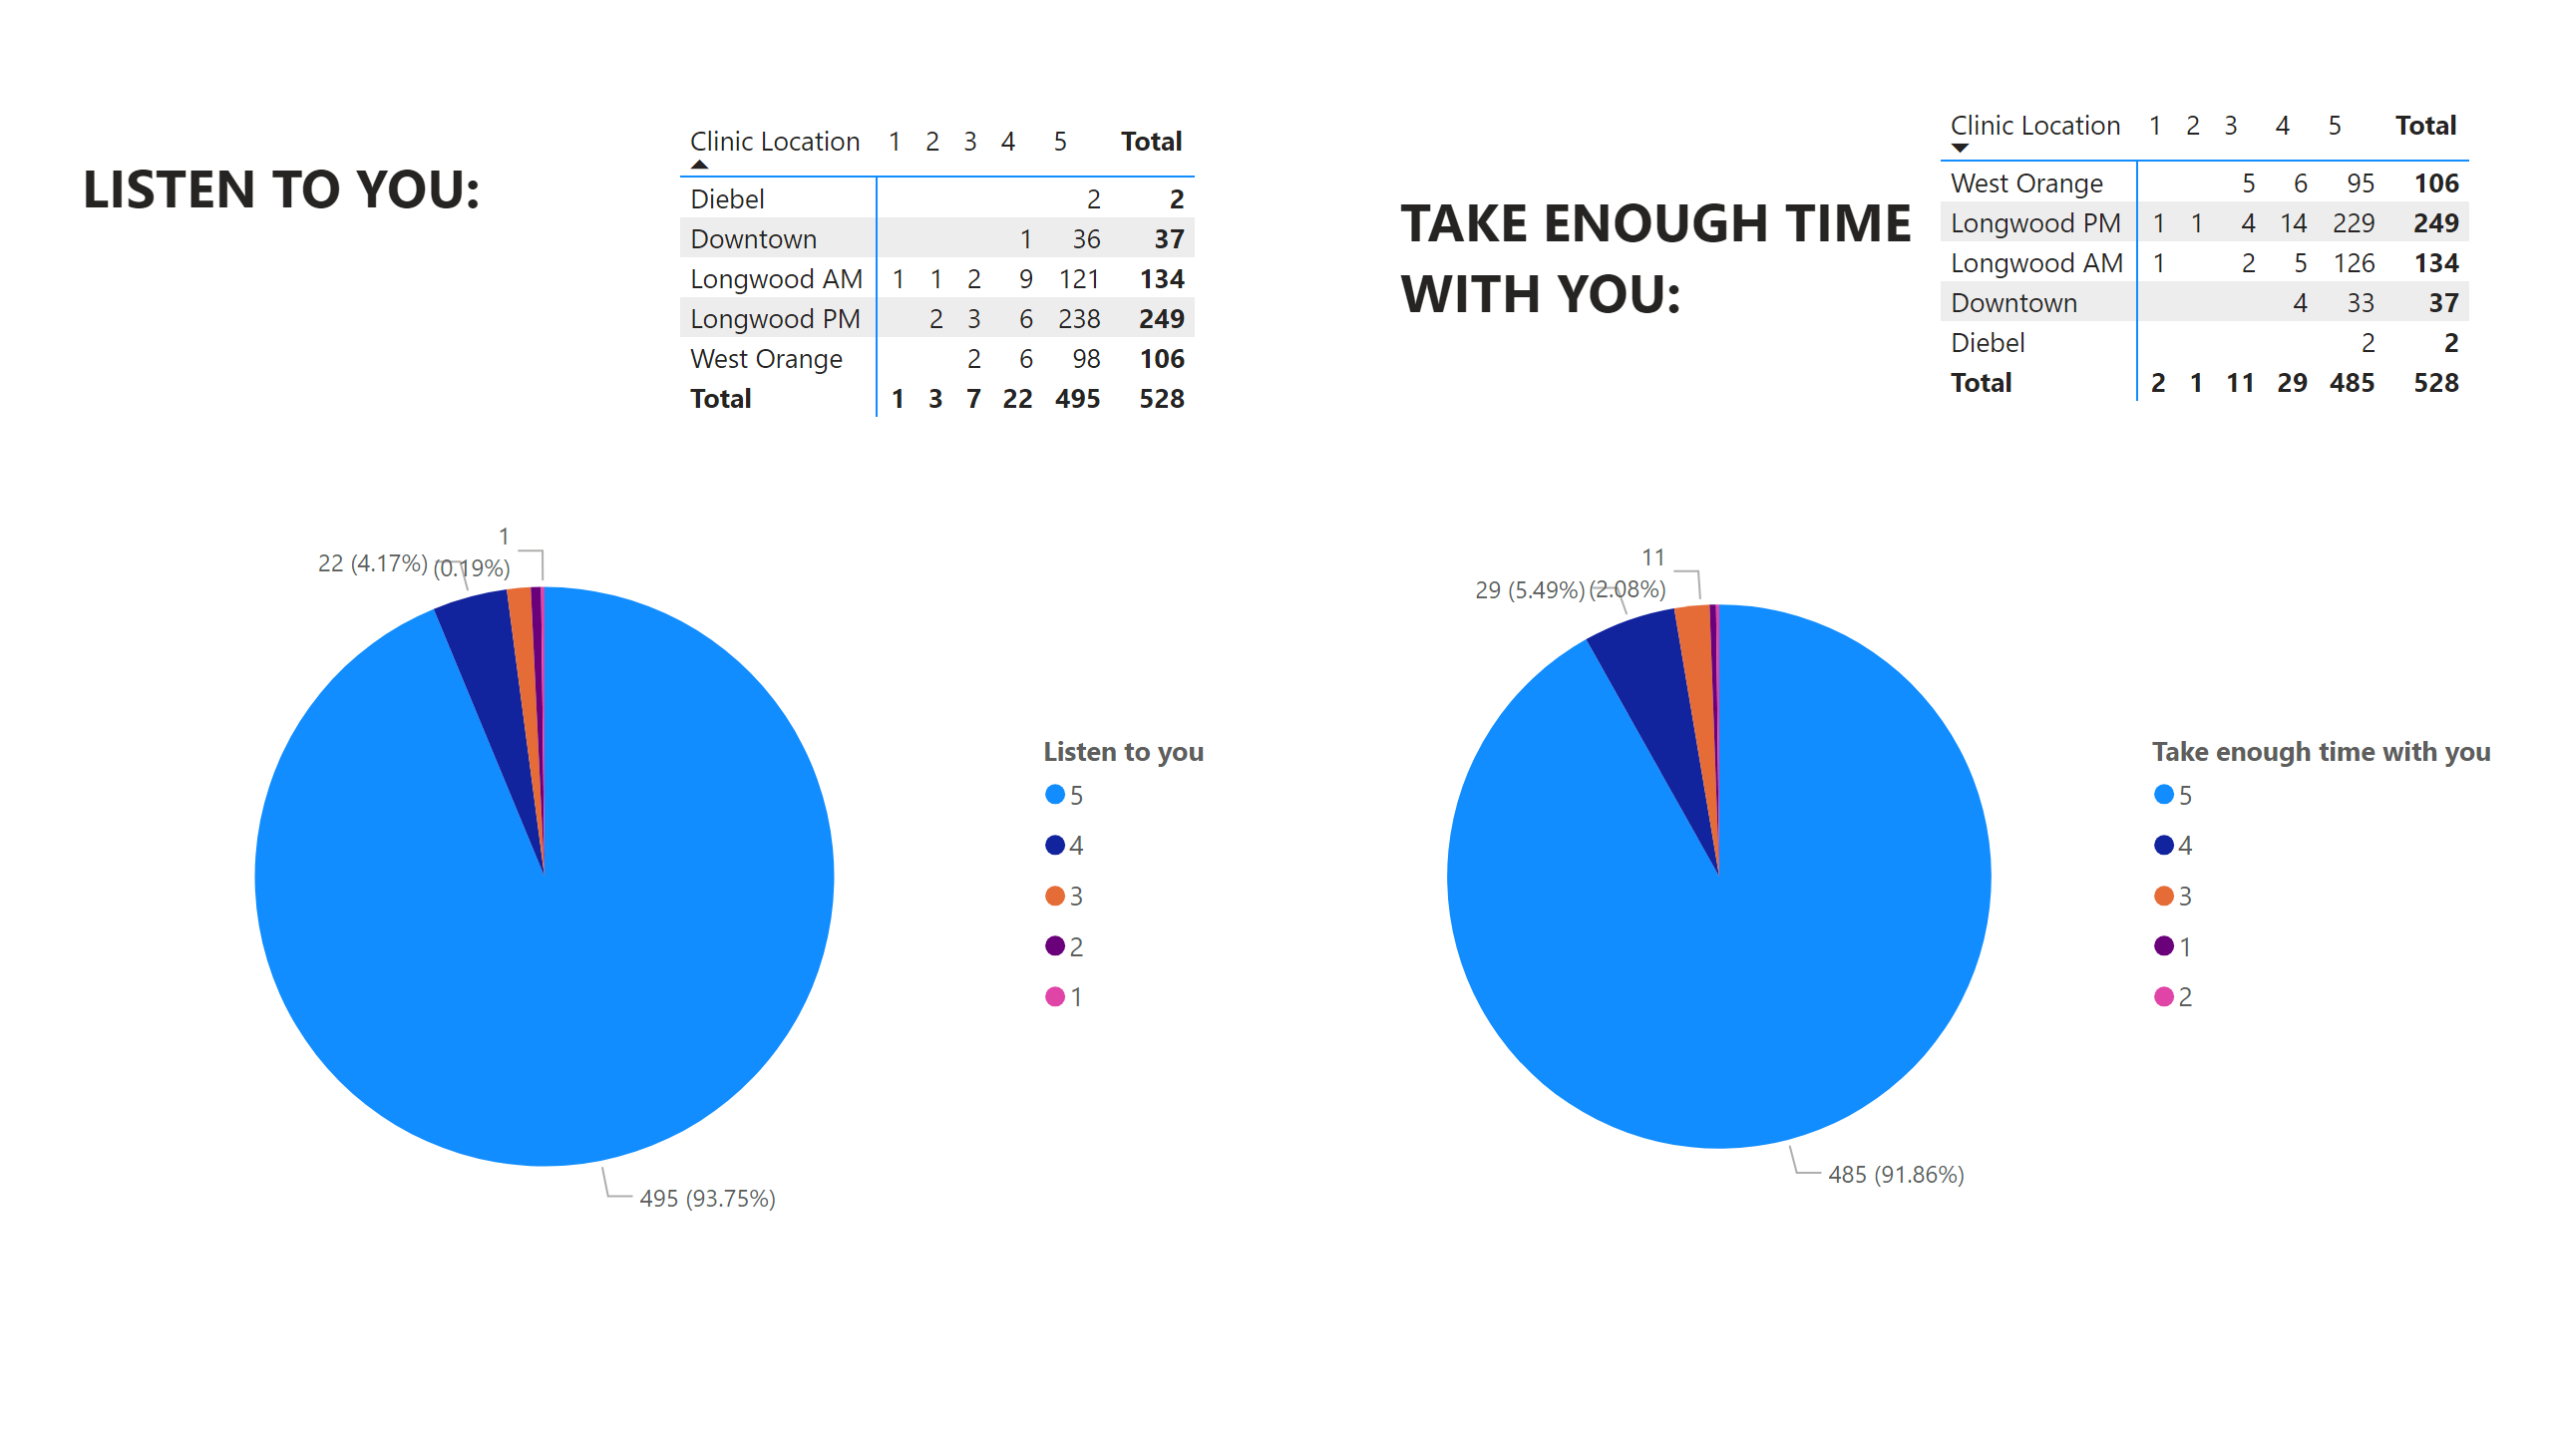 LISTEN TO YOU:
Clinic Location 1 2 3 4 5 Total
Diebel 2 2
Downtown 1 36 37
Longwood AM 1 1 2 9 121 134
Longwood PM 2 3 6 238 249
West Orange 2 6 98 106
Total 1 3 7 22 495 528
TAKE ENOUGH TIME
WITH YOU:
Clinic Location 1 2 3 4 5 Total
West Orange 5 6 95 106
Longwood PM 1 1 4 14 229 249
Longwood AM 1 2 5 126 134
Downtown 4 33 37
Diebel 2 2
Total 2 1 11 29 485 528
1
(0.19%)
22 (4.17%)
495 (93.75%)
Listen to you
5
4
3
2
1
11
(2.08%)
29 (5.49%)
485 (91.86%)
Take enough time with you
5
4
3
1
2